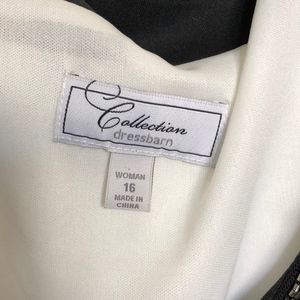 Collection
dressbarn
WOMAN
16
MADE IN
CHINA